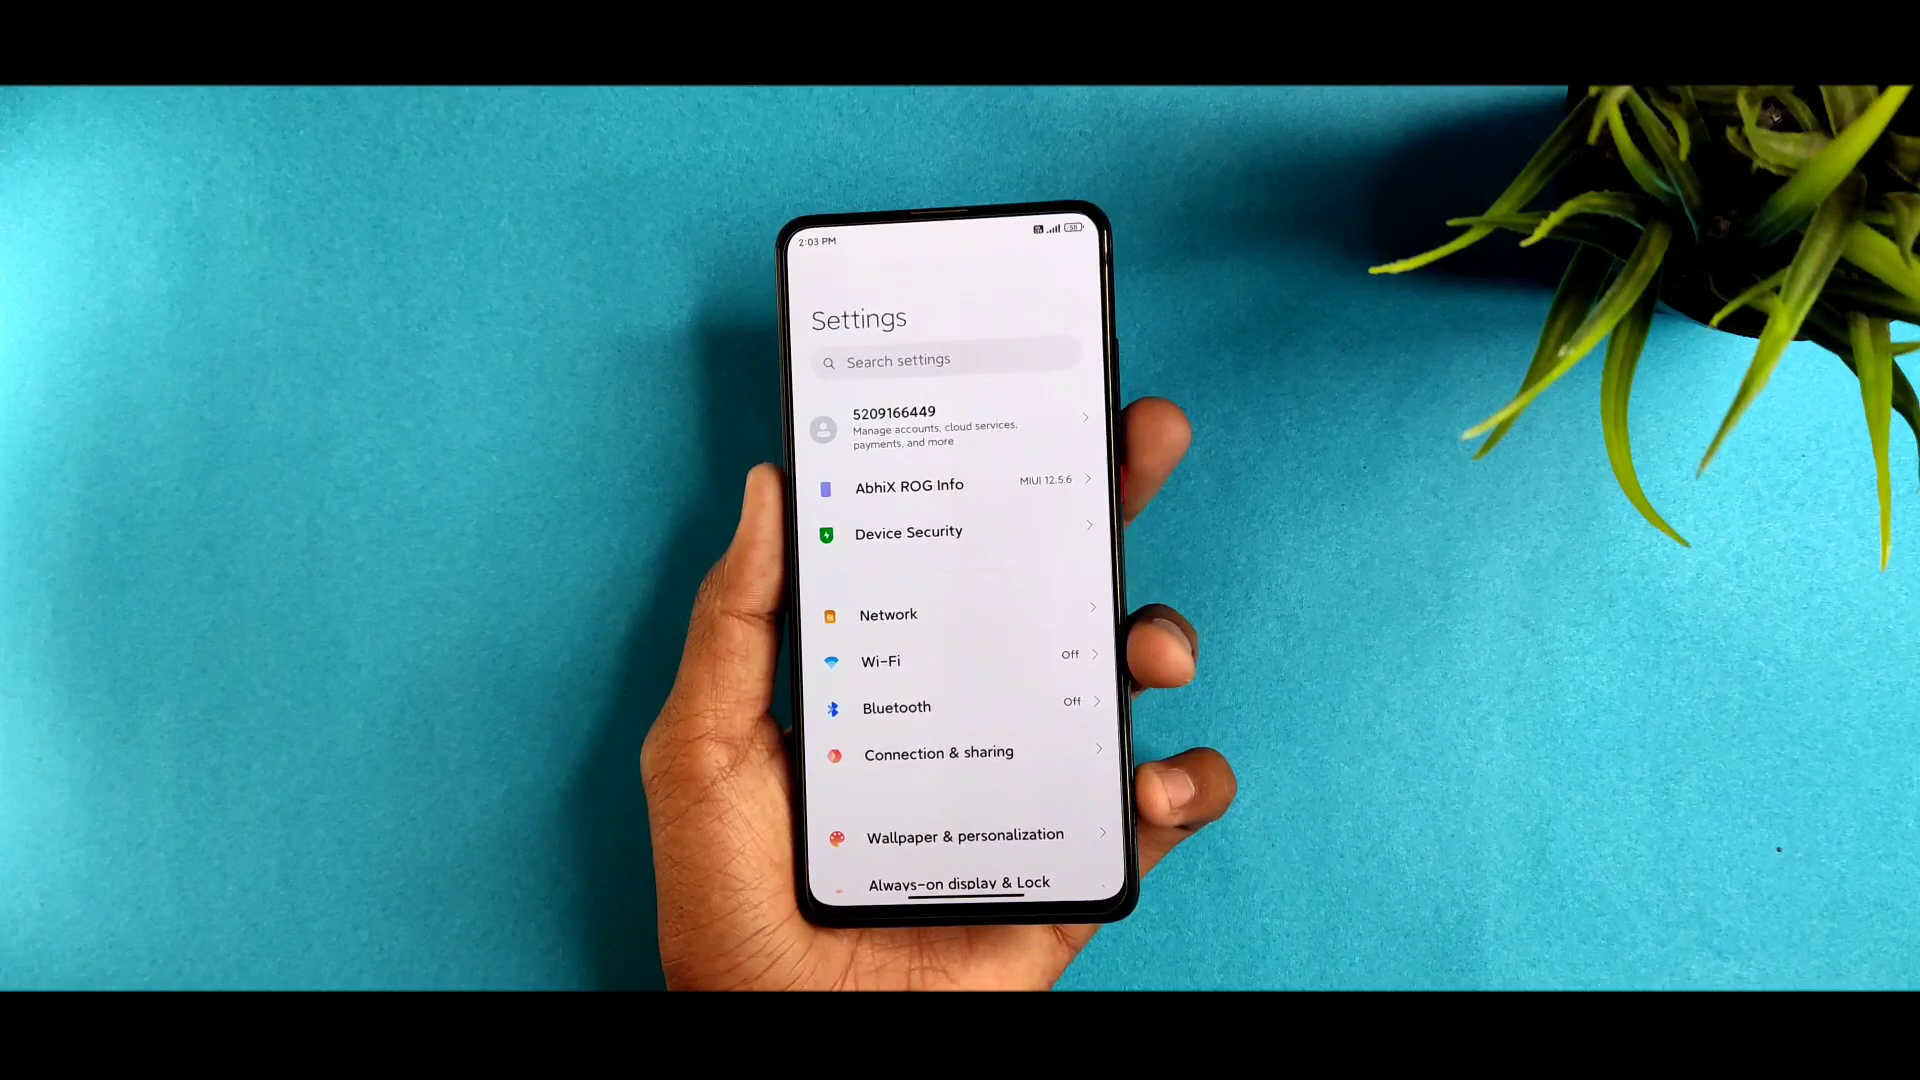 2:03 PM
58
Settings
Search settings
5209166449
Manage accounts, cloud services,
payments, and more
AbhiX ROG Info
MIUI 12.5.6
Device Security
Network
Wi-Fi
Off
Bluetooth
Off
Connection & sharing
Wallpaper & personalization
Always-on display & Lock